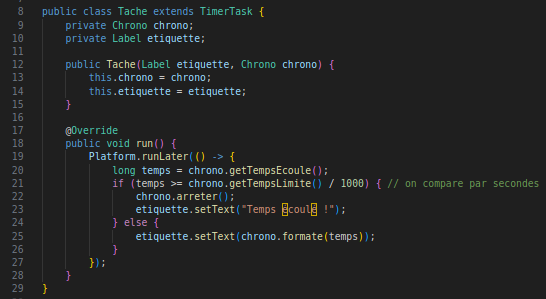 8 public class Tache extends TimerTask {
9     private Chrono chrono;
10     private Label etiquette;
11
12     public Tache(Label etiquette, Chrono chrono) {
13         this.chrono = chrono;
14         this.etiquette = etiquette;
15     }
16
17     @Override
18     public void run() {
19         Platform.runLater(() -> {
20             long temps = chrono.getTempsEcoule();
21             if (temps >= chrono.getTempsLimite() / 1000) { // on compare par secondes
22                 chrono.arreter();
23                 etiquette.setText("Temps écoulé !");
24             } else {
25                 etiquette.setText(chrono.formate(temps));
26             }
27         });
28     }
29 }